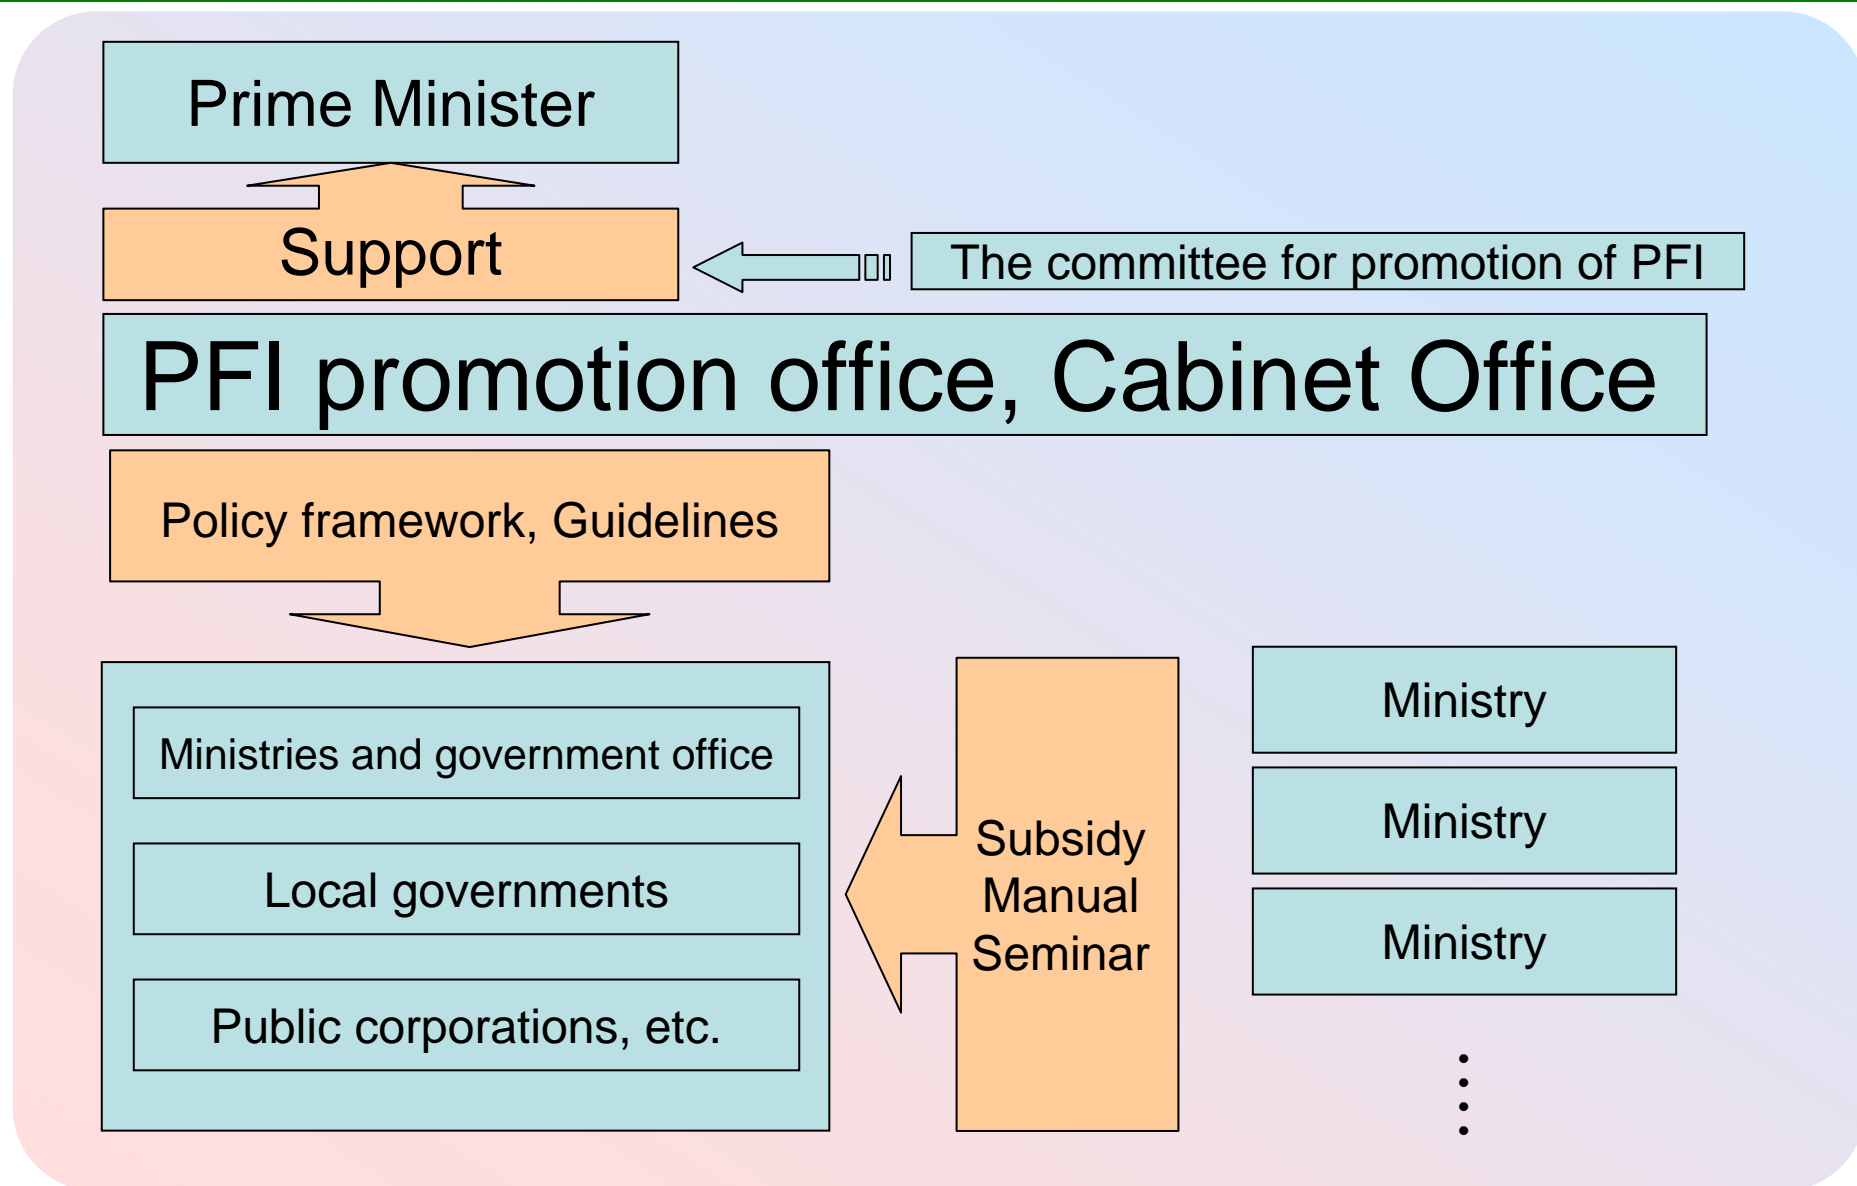 Prime Minister
Support
The committee for promotion of PFI
PFI promotion office, Cabinet Office
Policy framework, Guidelines
Ministries and government office
Local governments
Public corporations, etc.
Subsidy
Manual
Seminar
Ministry
Ministry
Ministry